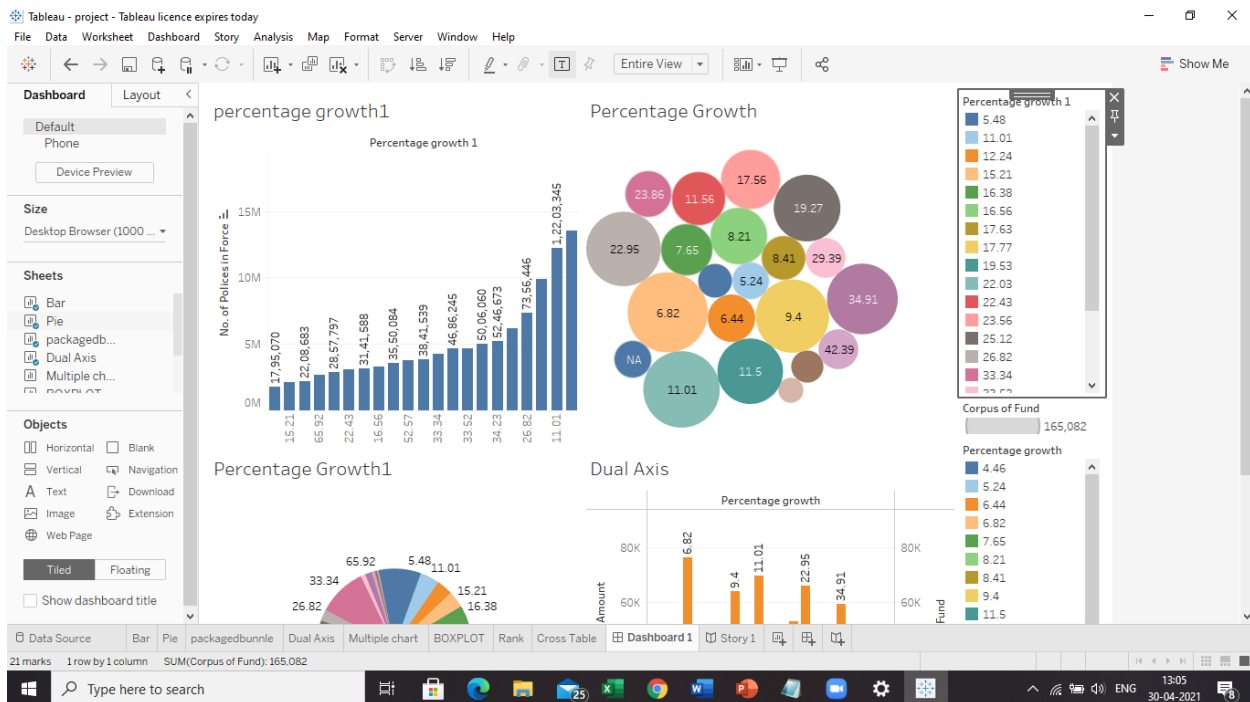 Tableau - project - Tableau licence expires today
File Data Worksheet Dashboard Story Analysis Map Format Server Window Help
Entire View
Show Me
Dashboard Layout
Default
Phone
Device Preview
Size
Desktop Browser (1000 ...
Sheets
Bar
Pie
packagedb...
Dual Axis
Multiple ch...
BOXPLOT
Objects
Horizontal Blank
Vertical Navigation
A Text Download
Image Extension
Web Page
Tiled Floating
Show dashboard title
percentage growth1
Percentage growth 1
No. of Polices in Force
15M
10M
5M
0M
17,95,070
22,08,683
28,57,797
31,41,588
35,50,084
38,41,539
46,86,245
50,06,060
52,46,673
73,56,446
1,22,03,345
15.21
65.92
22.43
16.56
52.57
33.34
33.52
34.23
26.82
11.01
Percentage Growth
17.56
23.86
11.56
19.27
8.21
22.95
7.65
8.41
29.39
5.24
34.91
6.82
6.44
9.4
42.39
NA
11.5
11.01
Percentage growth 1
5.48
11.01
12.24
15.21
16.38
16.56
17.63
17.77
19.53
22.03
22.43
23.56
25.12
26.82
33.34
33.52
Corpus of Fund
165,082
Percentage growth
4.46
5.24
6.44
6.82
7.65
8.21
8.41
9.4
11.5
Percentage Growth1
65.92
5.48
11.01
33.34
15.21
26.82
16.38
Dual Axis
Percentage growth
80K
60K
Amount
6.82
9.4
11.01
22.95
34.91
80K
60K
Fund
Data Source Bar Pie packagedbunnle Dual Axis Multiple chart BOXPLOT Rank Cross Table Dashboard 1 Story 1
21 marks 1 row by 1 column SUM(Corpus of Fund): 165,082
Type here to search
25
ENG
13:05
30-04-2021
8